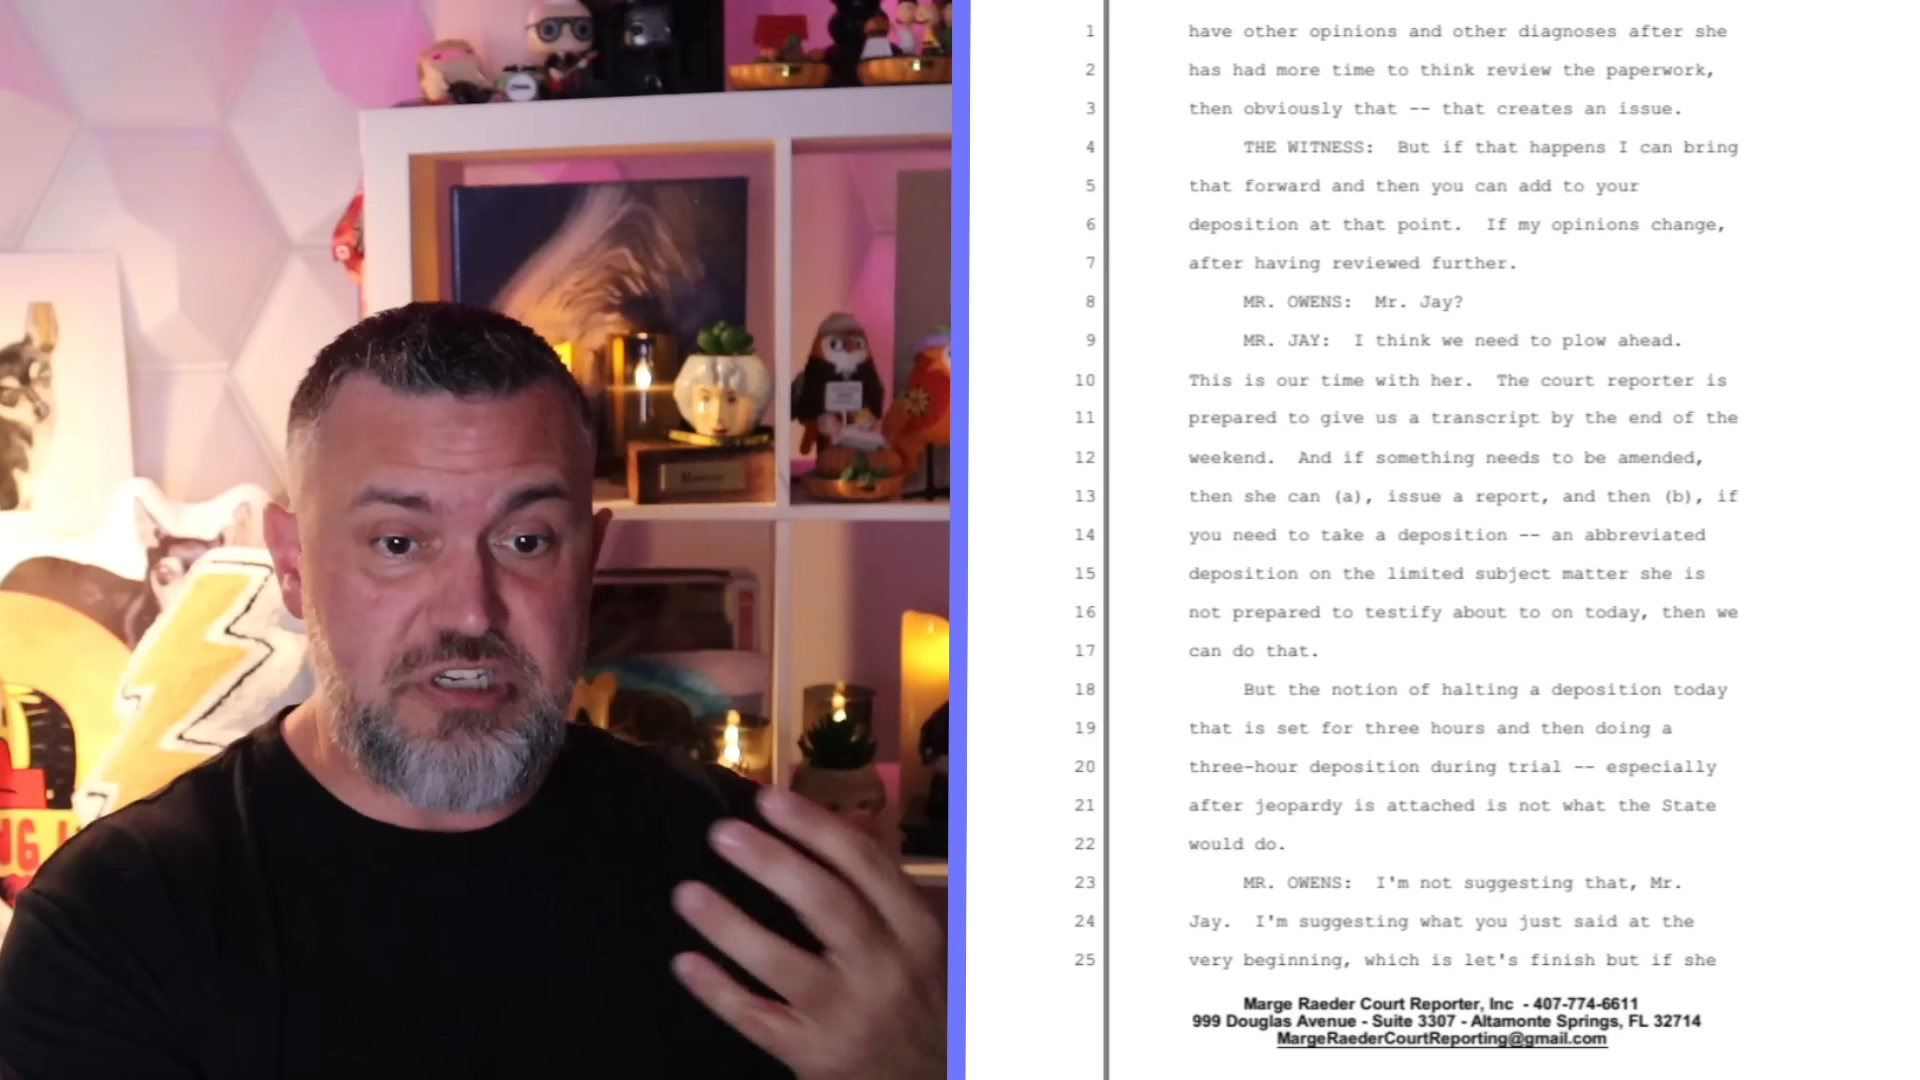 1 have other opinions and other diagnoses after she
2 has had more time to think review the paperwork,
3 then obviously that -- that creates an issue.
4 THE WITNESS: But if that happens I can bring
5 that forward and then you can add to your
6 deposition at that point. If my opinions change,
7 after having reviewed further.
8 MR. OWENS: Mr. Jay?
9 MR. JAY: I think we need to plow ahead.
10 This is our time with her. The court reporter is
11 prepared to give us a transcript by the end of the
12 weekend. And if something needs to be amended,
13 then she can (a), issue a report, and then (b), if
14 you need to take a deposition -- an abbreviated
15 deposition on the limited subject matter she is
16 not prepared to testify about to on today, then we
17 can do that.
18 But the notion of halting a deposition today
19 that is set for three hours and then doing a
20 three-hour deposition during trial -- especially
21 after jeopardy is attached is not what the State
22 would do.
23 MR. OWENS: I'm not suggesting that, Mr.
24 Jay. I'm suggesting what you just said at the
25 very beginning, which is let's finish but if she
Marge Raeder Court Reporter, Inc - 407-774-6611
999 Douglas Avenue - Suite 3307 - Altamonte Springs, FL 32714
MargeRaederCourtReporting@gmail.com